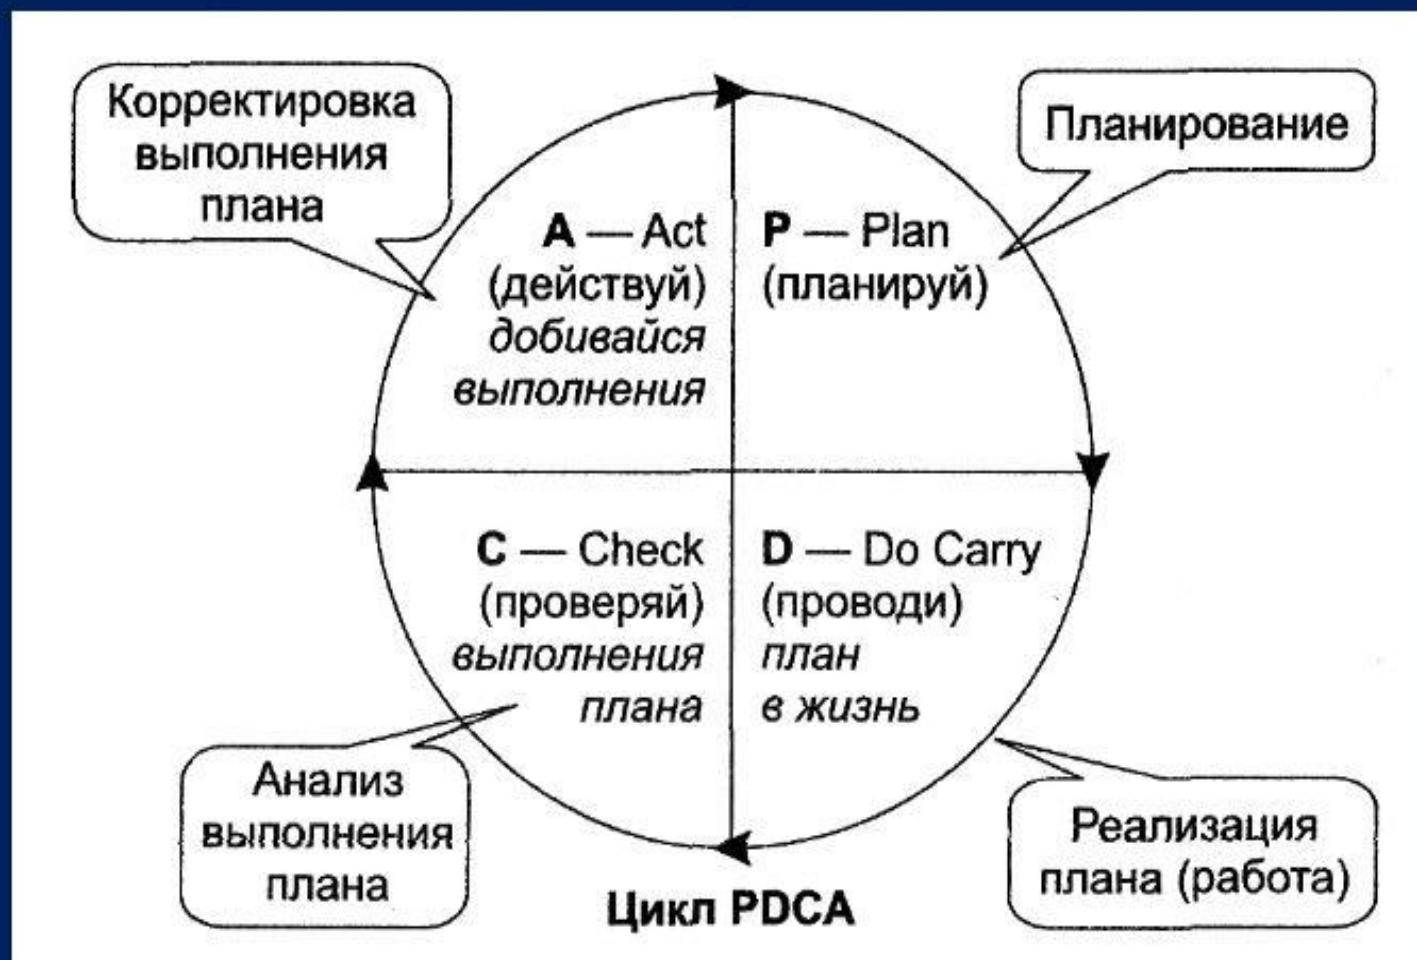 Корректировка
выполнения
плана
Планирование
A — Act
(действуй)
добивайся
выполнения
P — Plan
(планируй)
C — Check
(проверяй)
выполнения
плана
D — Do Carry
(проводи)
план
в жизнь
Анализ
выполнения
плана
Реализация
плана (работа)
Цикл PDCA